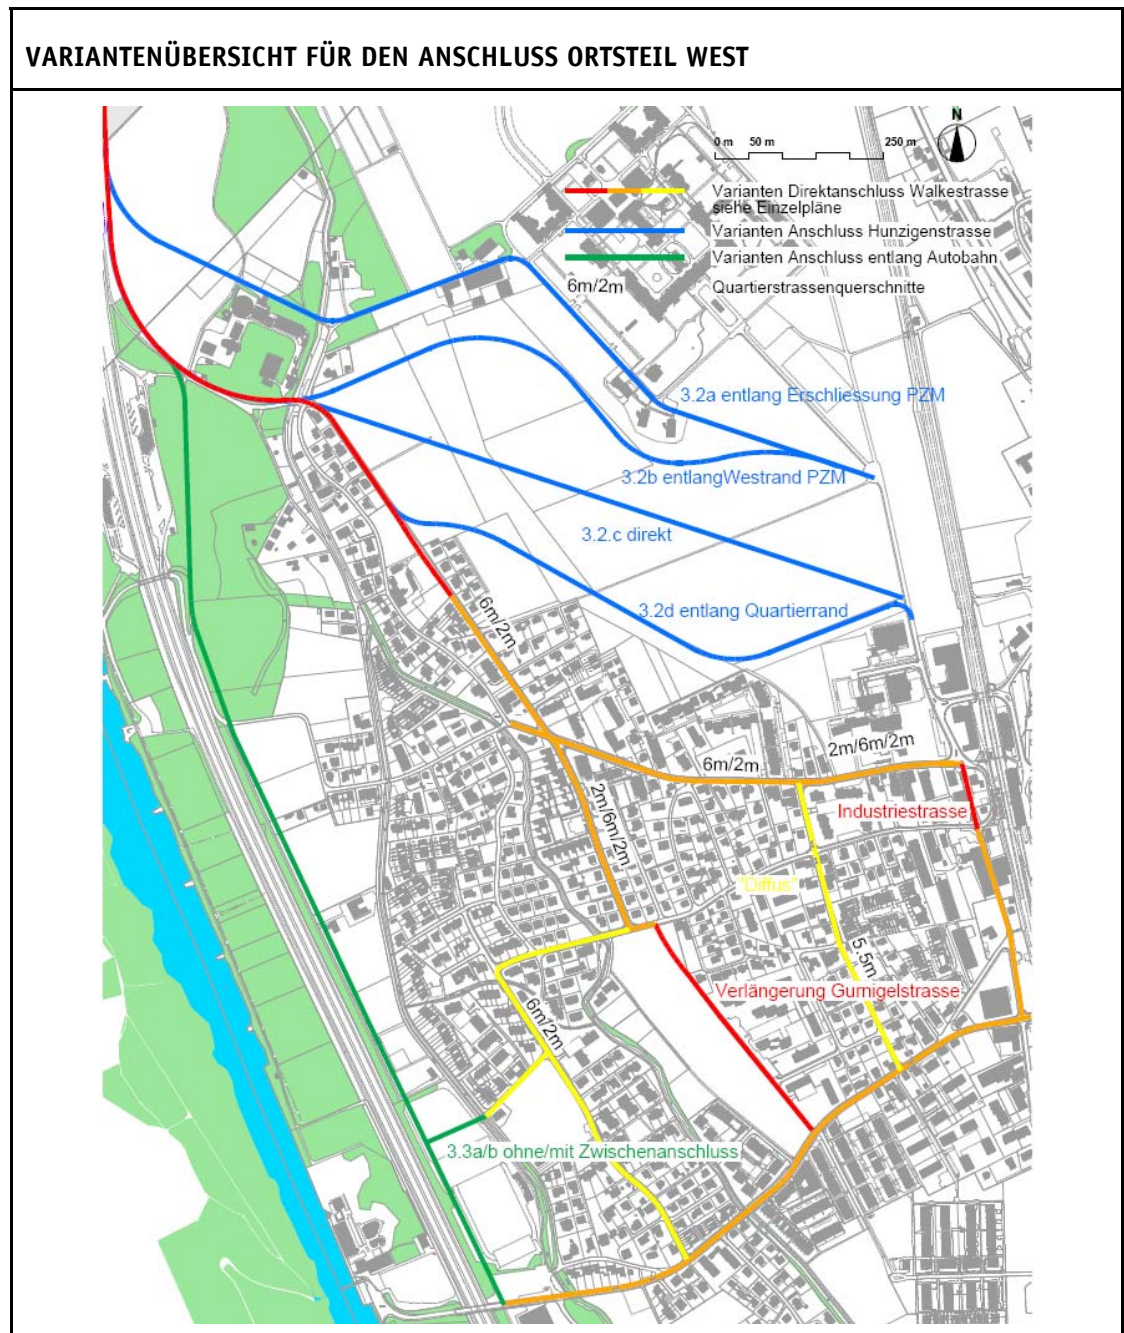 VARIANTENÜBERSICHT FÜR DEN ANSCHLUSS ORTSTEIL WEST
N
0 m 50 m 250 m
Varianten Direktanschluss Walkestrasse
siehe Einzelpläne
Varianten Anschluss Hunzigenstrasse
Varianten Anschluss entlang Autobahn
6m/2m
Quartierstrassenquerschnitte
3.2a entlang Erschliessung PZM
3.2b entlangWestrand PZM
3.2.c direkt
3.2d entlang Quartierrand
6m/2m
2m/6m/2m
6m/2m
2m/6m/2m
Industriestrasse
"Diffus"
5.5m
Verlängerung Gurnigelstrasse
6m/2m
3.3a/b ohne/mit Zwischenanschluss